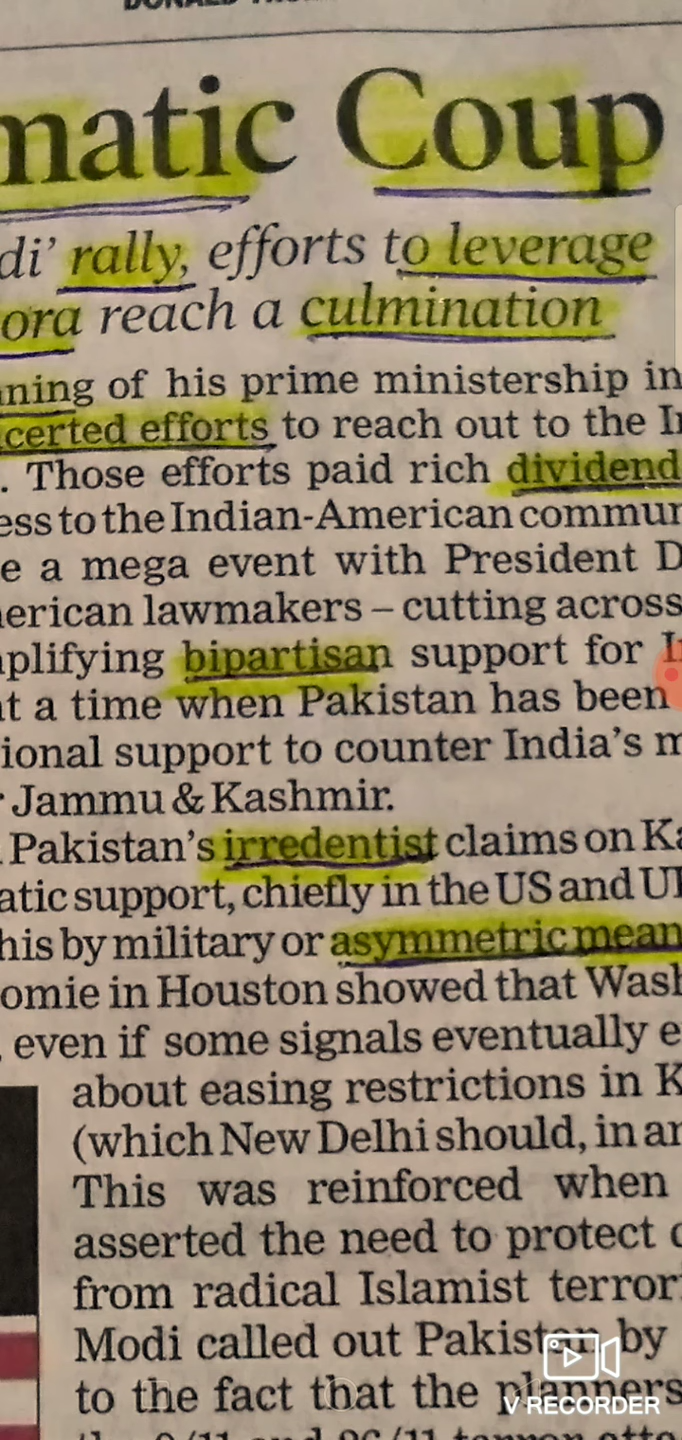 matic Coup
di' rally, efforts to leverage
ora reach a culmination
ning of his prime ministership in
certed efforts to reach out to the I
. Those efforts paid rich dividend
ess to the Indian-American commun
e a mega event with President D
erican lawmakers – cutting across
plifying bipartisan support for I
at a time when Pakistan has been
ional support to counter India's m
r Jammu & Kashmir.
Pakistan's irredentist claims on Ka
atic support, chiefly in the US and U
his by military or asymmetric mean
omie in Houston showed that Wash
, even if some signals eventually e
about easing restrictions in K
(which New Delhi should, in an
This was reinforced when
asserted the need to protect
from radical Islamist terror
Modi called out Pakistan by
to the fact that the planners
V RECORDER